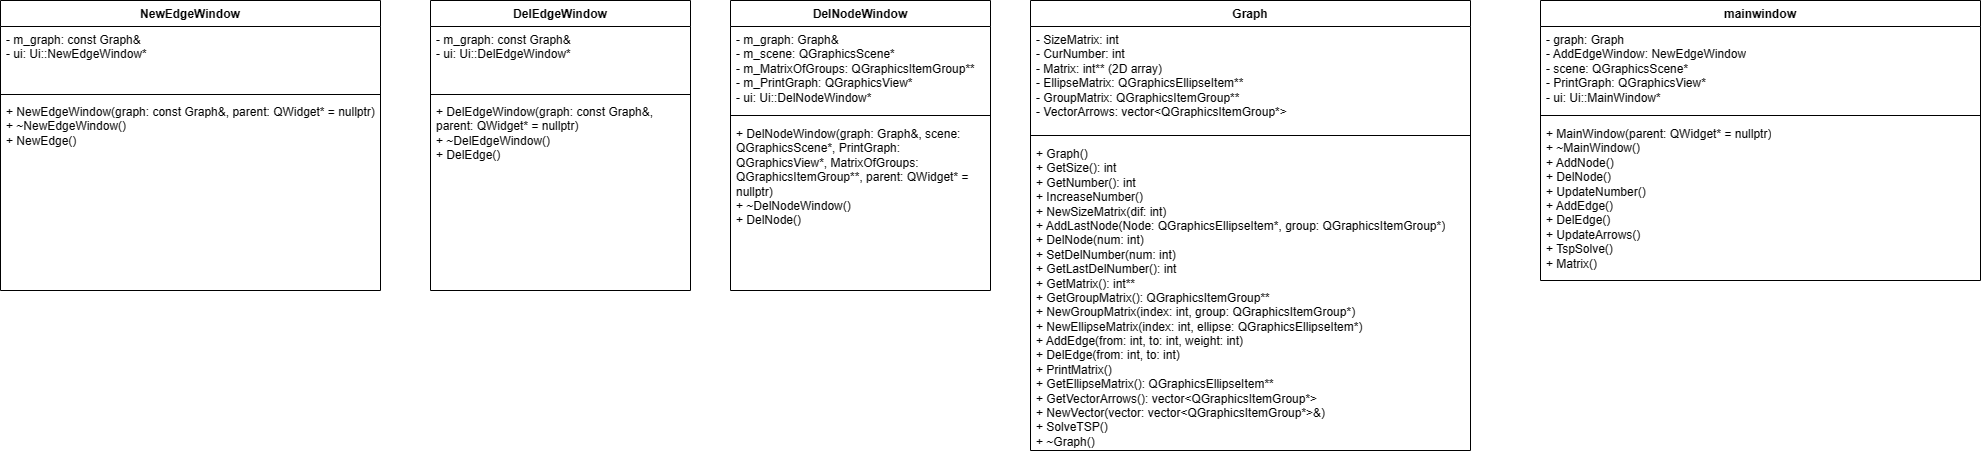 NewEdgeWindow
- m_graph: const Graph&
- ui: Ui::NewEdgeWindow*
+ NewEdgeWindow(graph: const Graph&, parent: QWidget* = nullptr)
+ ~NewEdgeWindow()
+ NewEdge()
DelEdgeWindow
- m_graph: const Graph&
- ui: Ui::DelEdgeWindow*
+ DelEdgeWindow(graph: const Graph&,
parent: QWidget* = nullptr)
+ ~DelEdgeWindow()
+ DelEdge()
DelNodeWindow
- m_graph: Graph&
- m_scene: QGraphicsScene*
- m_MatrixOfGroups: QGraphicsItemGroup**
- m_PrintGraph: QGraphicsView*
- ui: Ui::DelNodeWindow*
+ DelNodeWindow(graph: Graph&, scene:
QGraphicsScene*, PrintGraph:
QGraphicsView*, MatrixOfGroups:
QGraphicsItemGroup**, parent: QWidget* =
nullptr)
+ ~DelNodeWindow()
+ DelNode()
Graph
- SizeMatrix: int
- CurNumber: int
- Matrix: int** (2D array)
- EllipseMatrix: QGraphicsEllipseItem**
- GroupMatrix: QGraphicsItemGroup**
- VectorArrows: vector<QGraphicsItemGroup*>
+ Graph()
+ GetSize(): int
+ GetNumber(): int
+ IncreaseNumber()
+ NewSizeMatrix(dif: int)
+ AddLastNode(Node: QGraphicsEllipseItem*, group: QGraphicsItemGroup*)
+ DelNode(num: int)
+ SetDelNumber(num: int)
+ GetLastDelNumber(): int
+ GetMatrix(): int**
+ GetGroupMatrix(): QGraphicsItemGroup**
+ NewGroupMatrix(index: int, group: QGraphicsItemGroup*)
+ NewEllipseMatrix(index: int, ellipse: QGraphicsEllipseItem*)
+ AddEdge(from: int, to: int, weight: int)
+ DelEdge(from: int, to: int)
+ PrintMatrix()
+ GetEllipseMatrix(): QGraphicsEllipseItem**
+ GetVectorArrows(): vector<QGraphicsItemGroup*>
+ NewVector(vector: vector<QGraphicsItemGroup*>&)
+ SolveTSP()
+ ~Graph()
mainwindow
- graph: Graph
- AddEdgeWindow: NewEdgeWindow
- scene: QGraphicsScene*
- PrintGraph: QGraphicsView*
- ui: Ui::MainWindow*
+ MainWindow(parent: QWidget* = nullptr)
+ ~MainWindow()
+ AddNode()
+ DelNode()
+ UpdateNumber()
+ AddEdge()
+ DelEdge()
+ UpdateArrows()
+ TspSolve()
+ Matrix()